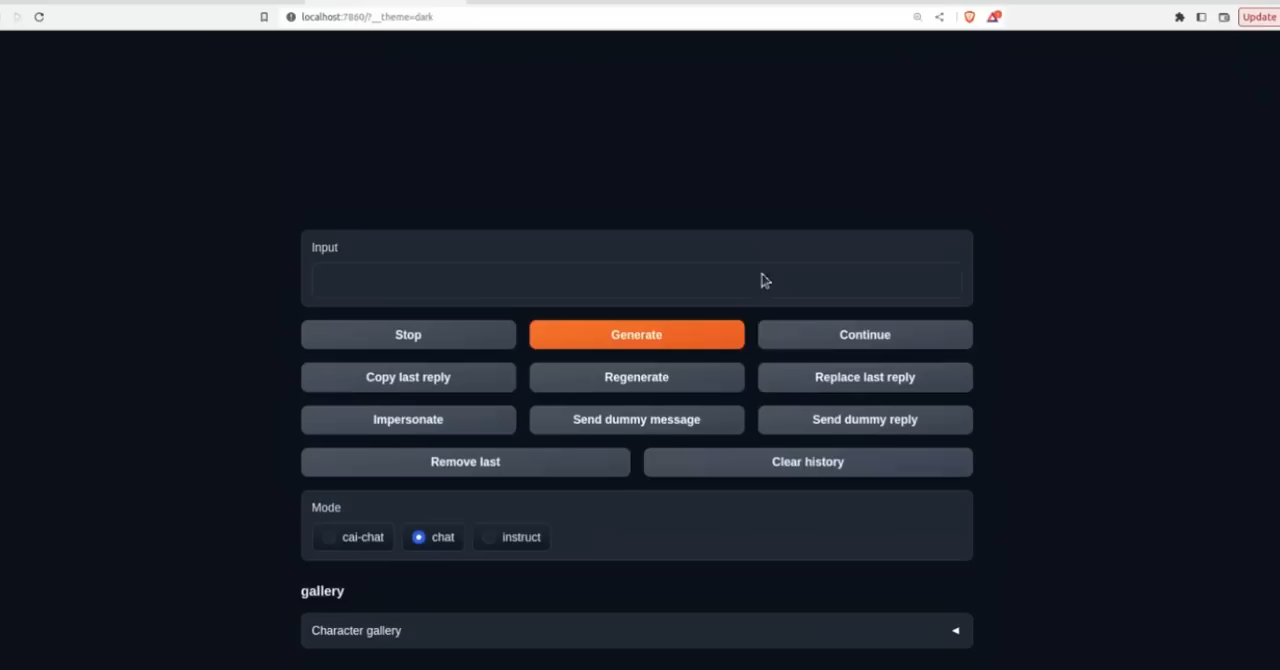 localhost:7860/?__theme=dark
Update
Input
Stop Generate Continue
Copy last reply Regenerate Replace last reply
Impersonate Send dummy message Send dummy reply
Remove last Clear history
Mode
cai-chat chat instruct
gallery
Character gallery